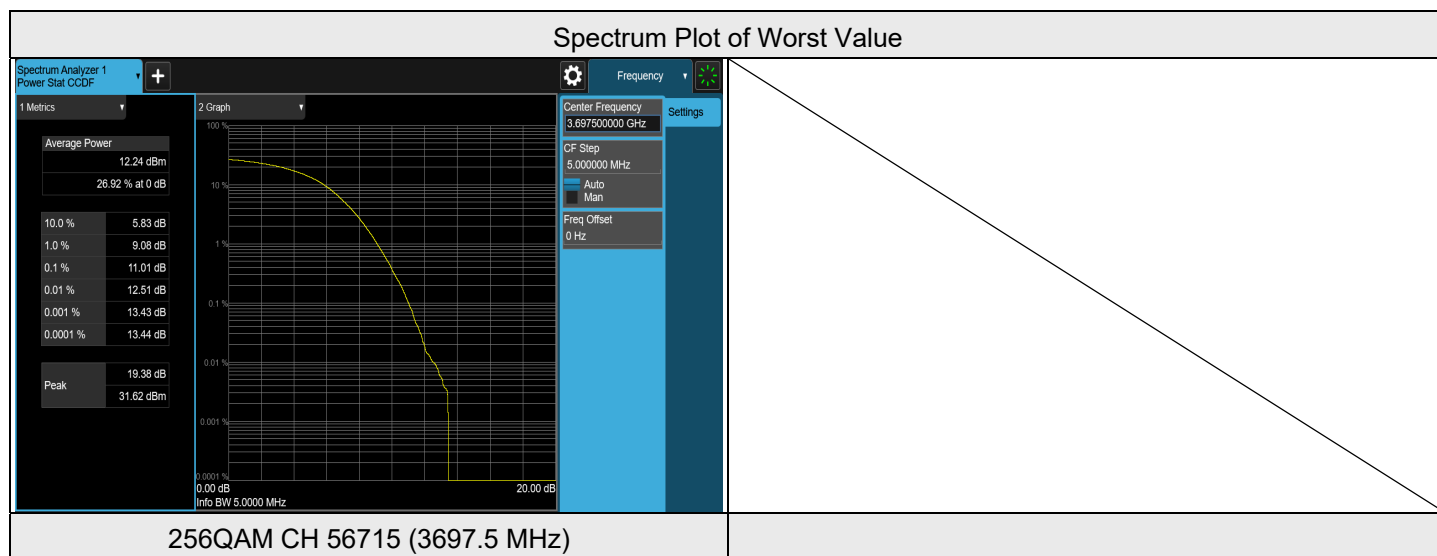 Spectrum Plot of Worst Value
Spectrum Analyzer 1
Power Stat CCDF
+
Frequency
Settings
1 Metrics
Average Power
12.24 dBm
26.92 % at 0 dB
10.0 % 5.83 dB
1.0 % 9.08 dB
0.1 % 11.01 dB
0.01 % 12.51 dB
0.001 % 13.43 dB
0.0001 % 13.44 dB
Peak
19.38 dB
31.62 dBm
2 Graph
100 %
10 %
1 %
0.1 %
0.01 %
0.001 %
0.0001 %
0.00 dB
20.00 dB
Info BW 5.0000 MHz
Center Frequency
3.697500000 GHz
CF Step
5.000000 MHz
Auto
Man
Freq Offset
0 Hz
256QAM CH 56715 (3697.5 MHz)